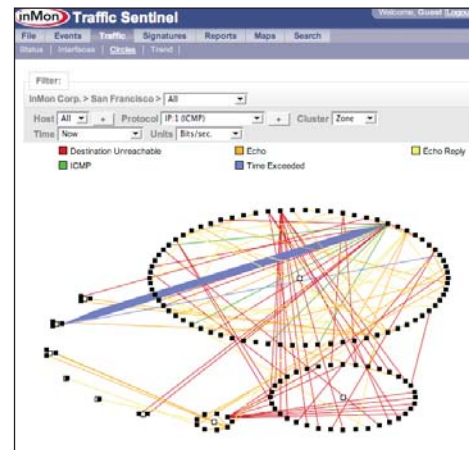 inMon Traffic Sentinel
Welcome, Guest (Logout
File Events Traffic Signatures Reports Maps Search
Status | Interfaces | Circles | Trend |
Filter:
InMon Corp. > San Francisco > All
Host All + Protocol IP:1 (ICMP) + Cluster Zone
Time Now Units Bits/sec.
Destination Unreachable Echo Echo Reply
ICMP Time Exceeded